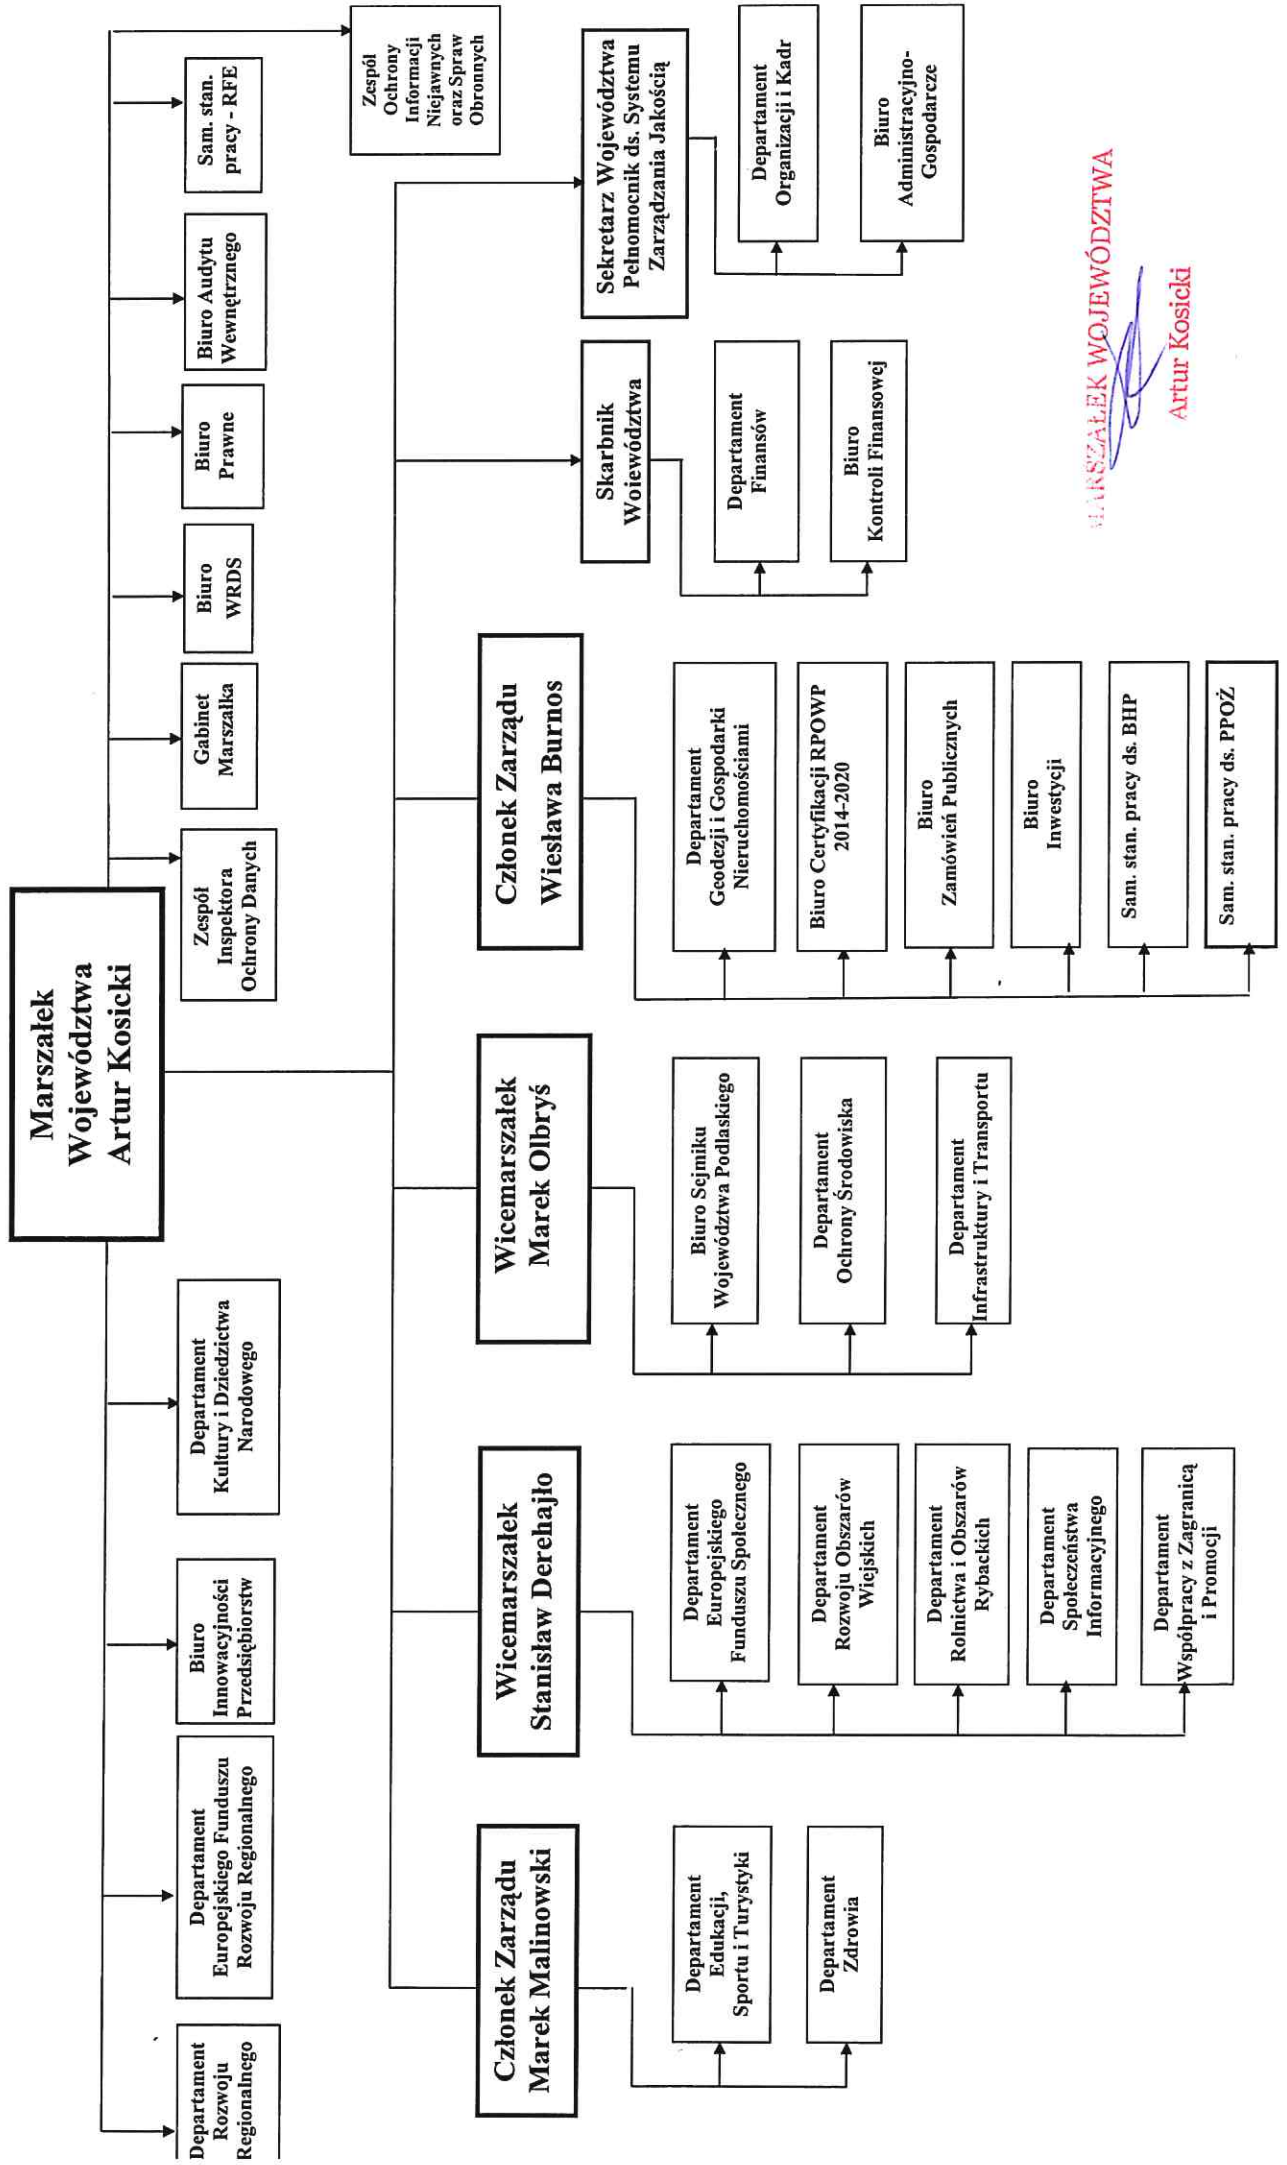 Marszałek
Województwa
Artur Kosicki
Departament
Rozwoju
Regionalnego
Departament
Europejskiego Funduszu
Rozwoju Regionalnego
Biuro
Innowacyjności
Przedsiębiorstw
Departament
Kultury i Dziedzictwa
Narodowego
Zespół
Inspektora
Ochrony Danych
Gabinet
Marszałka
Biuro
WRDS
Biuro
Prawne
Biuro Audytu
Wewnętrznego
Sam. stan.
pracy - RFE
Zespół
Ochrony
Informacji
Niejawnych
oraz Spraw
Obronnych
Członek Zarządu
Marek Malinowski
Departament
Edukacji,
Sportu i Turystyki
Departament
Zdrowia
Wicemarszałek
Stanisław Derehajło
Departament
Europejskiego
Funduszu Społecznego
Departament
Rozwoju Obszarów
Wiejskich
Departament
Rolnictwa i Obszarów
Rybackich
Departament
Społeczeństwa
Informacyjnego
Departament
Współpracy z Zagranicą
i Promocji
Wicemarszałek
Marek Olbryś
Biuro Sejmiku
Województwa Podlaskiego
Departament
Ochrony Środowiska
Departament
Infrastruktury i Transportu
Członek Zarządu
Wiesława Burnos
Departament
Geodezji i Gospodarki
Nieruchomościami
Biuro Certyfikacji RPOWP
2014-2020
Biuro
Zamówień Publicznych
Biuro
Inwestycji
Sam. stan. pracy ds. BHP
Sam. stan. pracy ds. PPOŻ
Skarbnik
Województwa
Departament
Finansów
Biuro
Kontroli Finansowej
Sekretarz Województwa
Pełnomocnik ds. Systemu
Zarządzania Jakością
Departament
Organizacji i Kadr
Biuro
Administracyjno-
Gospodarcze
MARSZAŁEK WOJEWÓDZTWA
Artur Kosicki